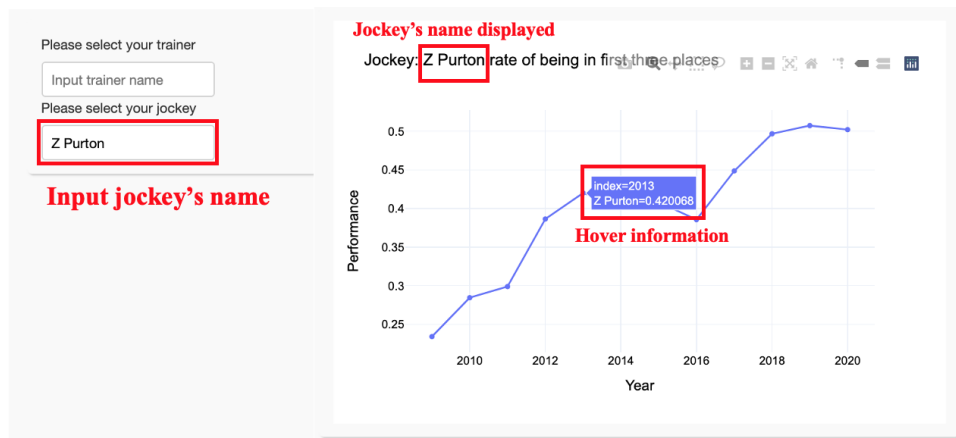 Please select your trainer
Input trainer name
Please select your jockey
Z Purton
Input jockey's name
Jockey's name displayed
Jockey: Z Purton rate of being in first three places
0.5
0.45
0.4
0.35
0.3
0.25
Performance
index=2013
Z Purton=0.420068
Hover information
2010
2012
2014
2016
2018
2020
Year